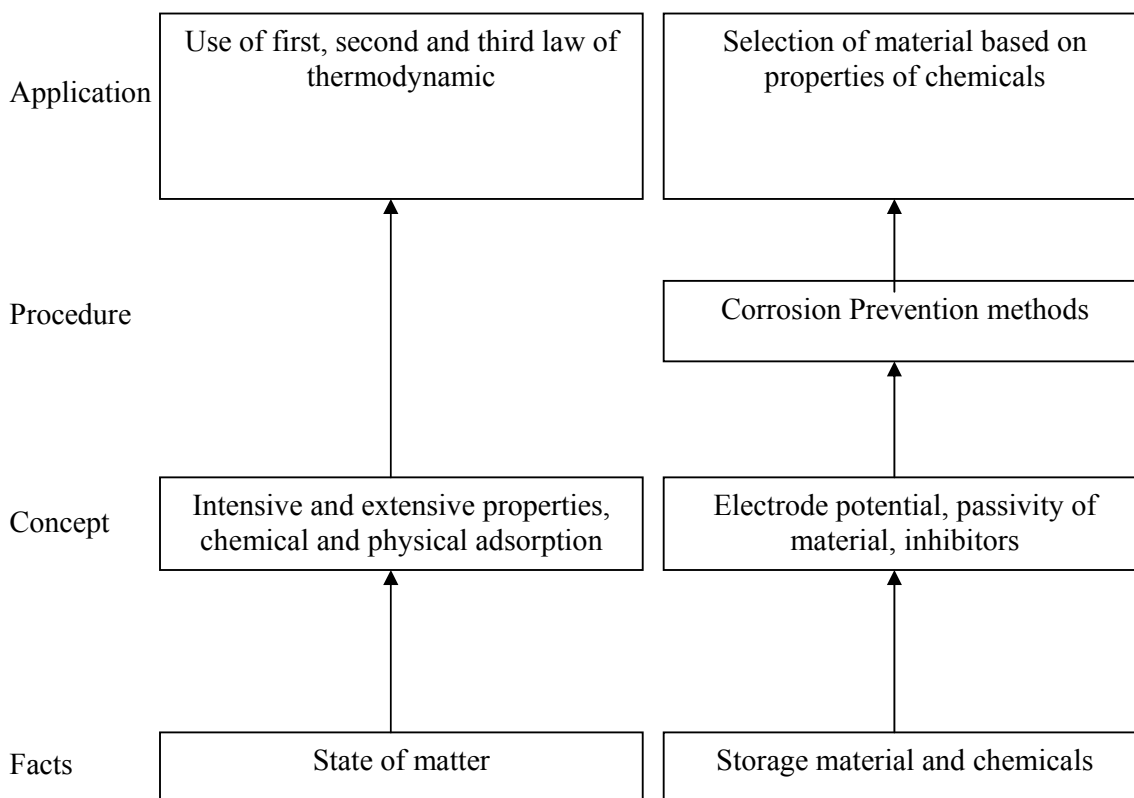 Application
Use of first, second and third law of
thermodynamic
Selection of material based on
properties of chemicals
Procedure
Corrosion Prevention methods
Concept
Intensive and extensive properties,
chemical and physical adsorption
Electrode potential, passivity of
material, inhibitors
Facts
State of matter
Storage material and chemicals